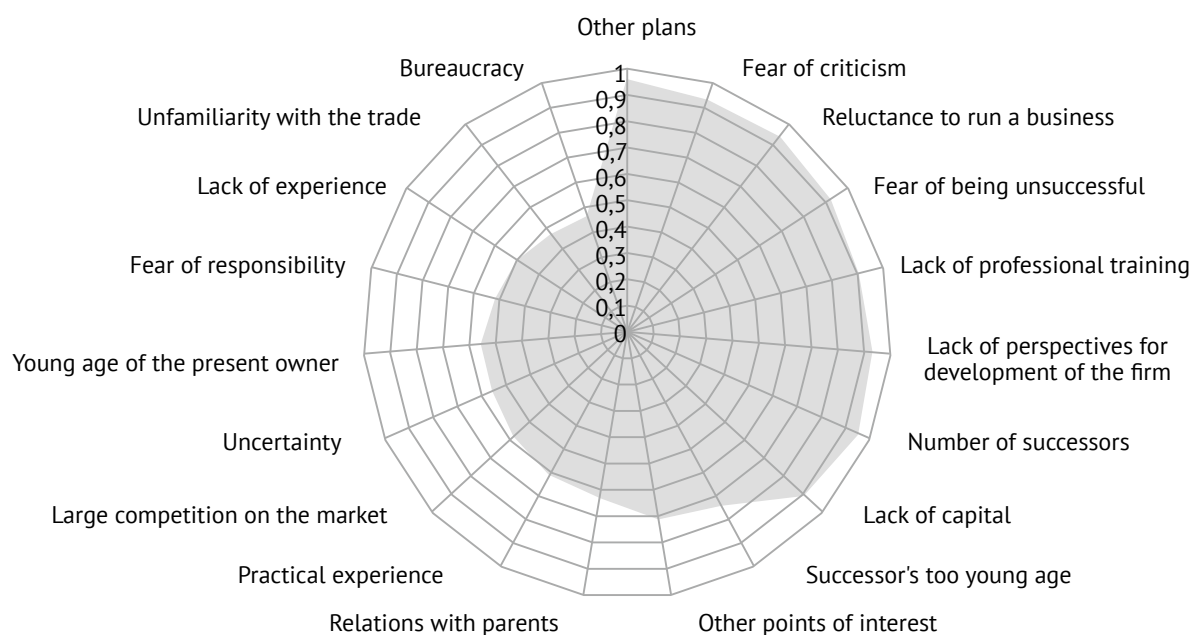 Other plans
Bureaucracy
Fear of criticism
Unfamiliarity with the trade
Reluctance to run a business
Lack of experience
Fear of being unsuccessful
Fear of responsibility
Lack of professional training
Young age of the present owner
Lack of perspectives for
development of the firm
Uncertainty
Number of successors
Large competition on the market
Lack of capital
Practical experience
Successor's too young age
Relations with parents
Other points of interest
1
0,9
0,8
0,7
0,6
0,5
0,4
0,3
0,2
0,1
0